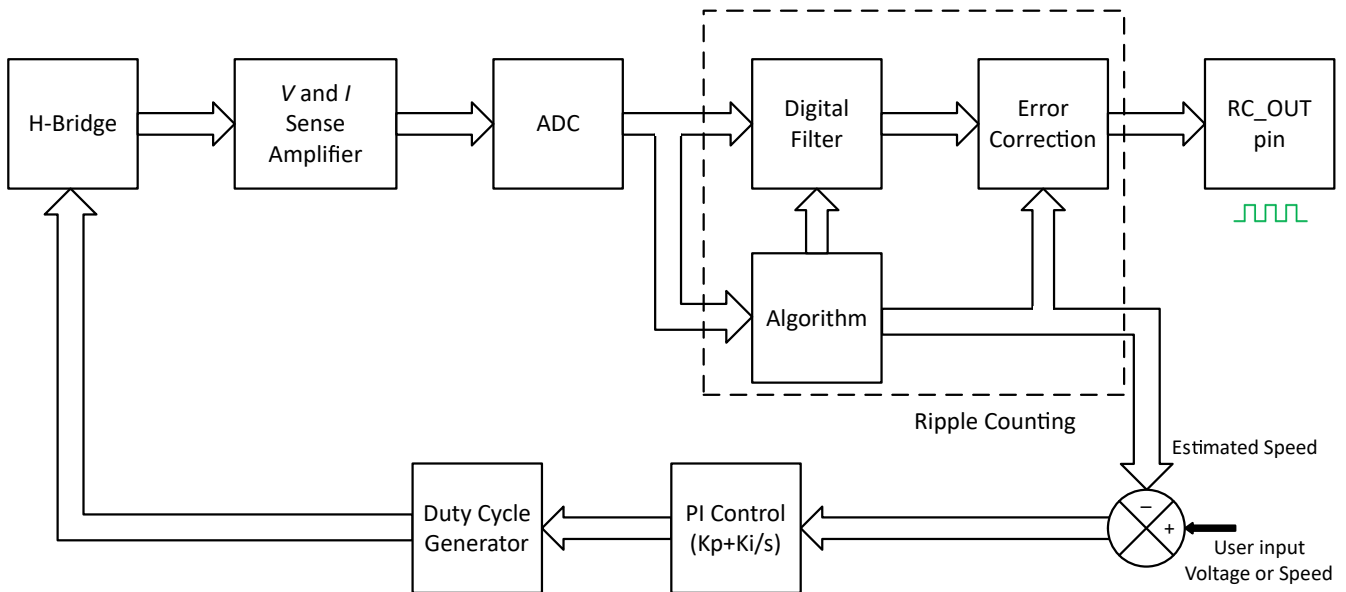 H-Bridge
V and I
Sense
Amplifier
ADC
Digital
Filter
Error
Correction
RC_OUT
pin
Algorithm
Ripple Counting
Estimated Speed
Duty Cycle
Generator
PI Control
(Kp+Ki/s)
−
+
User input
Voltage or Speed